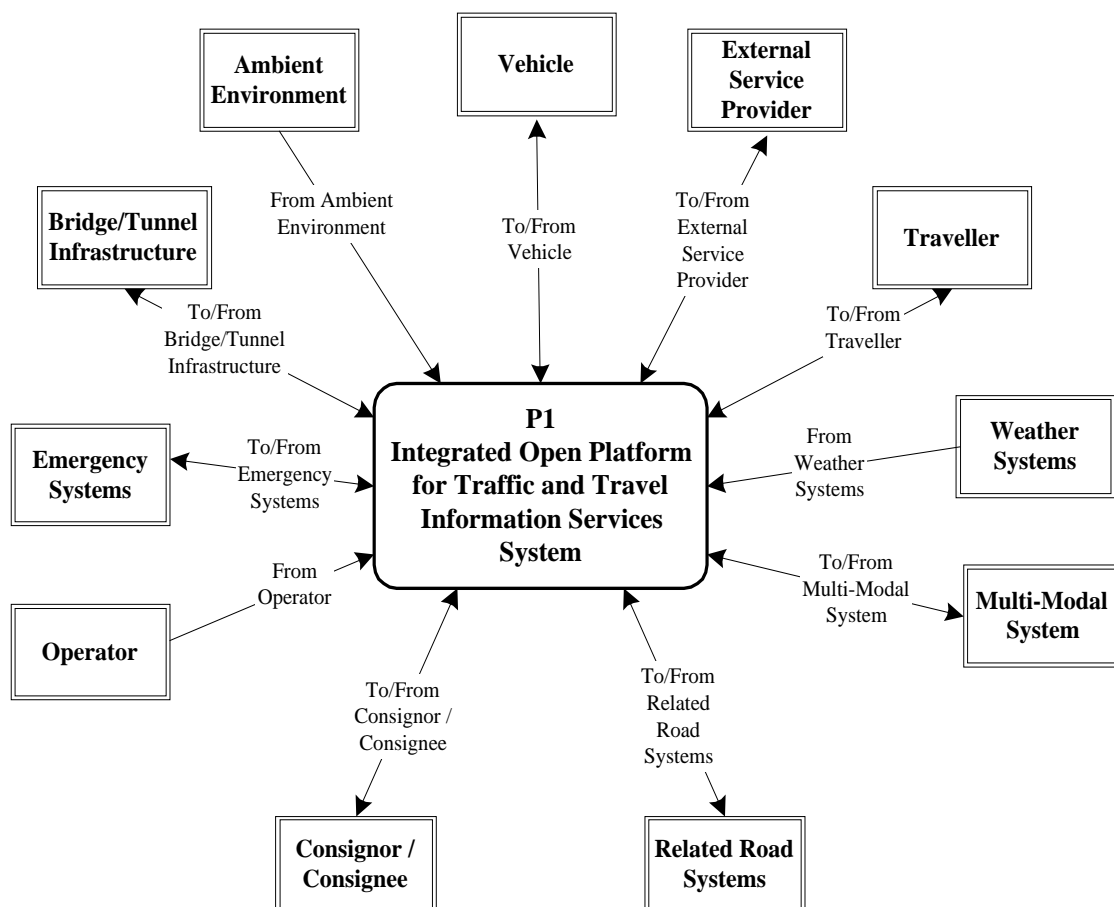 Ambient
Environment
Vehicle
External
Service
Provider
From Ambient
Environment
To/From
Vehicle
To/From
External
Service
Provider
Bridge/Tunnel
Infrastructure
Traveller
To/From
Bridge/Tunnel
Infrastructure
To/From
Traveller
P1
Integrated Open Platform
for Traffic and Travel
Information Services
System
Emergency
Systems
To/From
Emergency
Systems
From
Weather
Systems
Weather
Systems
From
Operator
Operator
To/From
Multi-Modal
System
Multi-Modal
System
To/From
Consignor /
Consignee
To/From
Related
Road
Systems
Consignor /
Consignee
Related Road
Systems